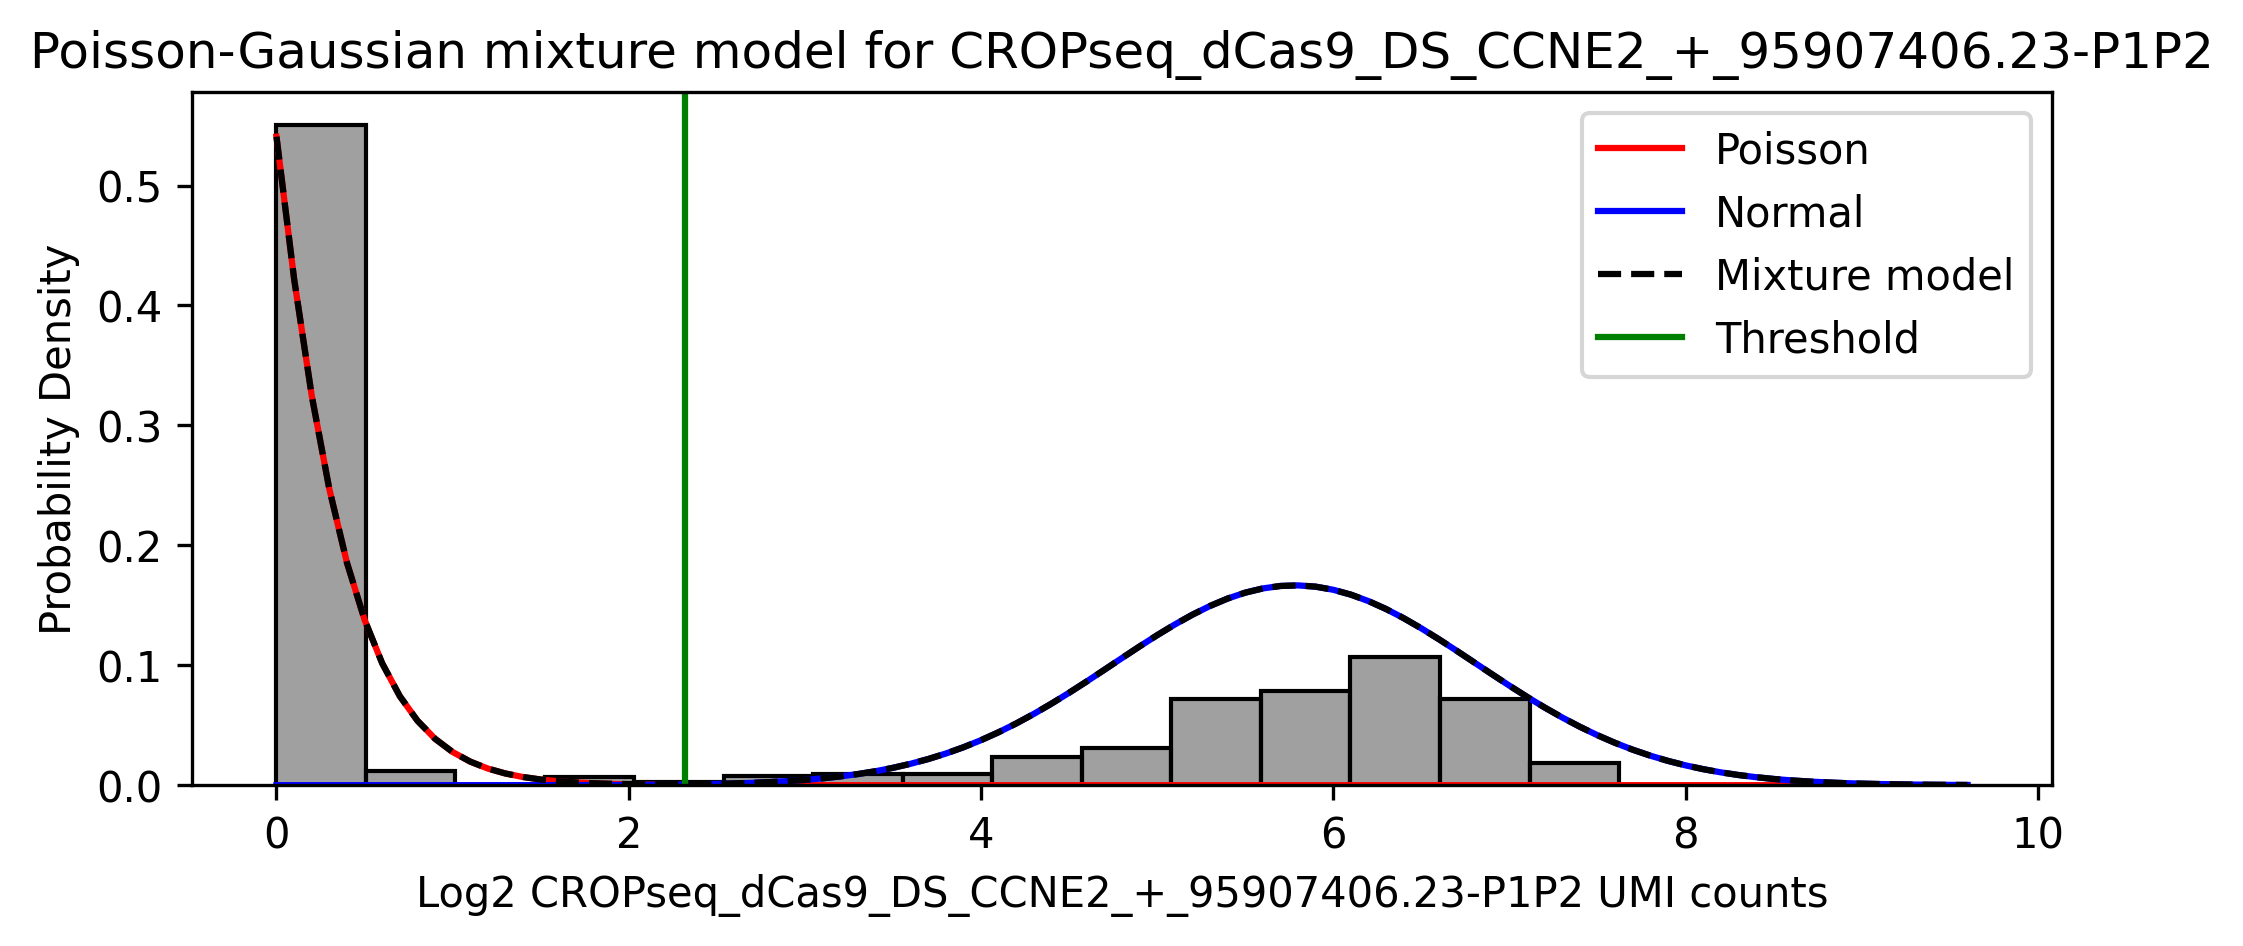 Poisson-Gaussian mixture model for CROPseq_dCas9_DS_CCNE2_+_95907406.23-P1P2
Probability Density
0.5
0.4
0.3
0.2
0.1
0.0
Poisson
Normal
Mixture model
Threshold
0 2 4 6 8 10
Log2 CROPseq_dCas9_DS_CCNE2_+_95907406.23-P1P2 UMI counts